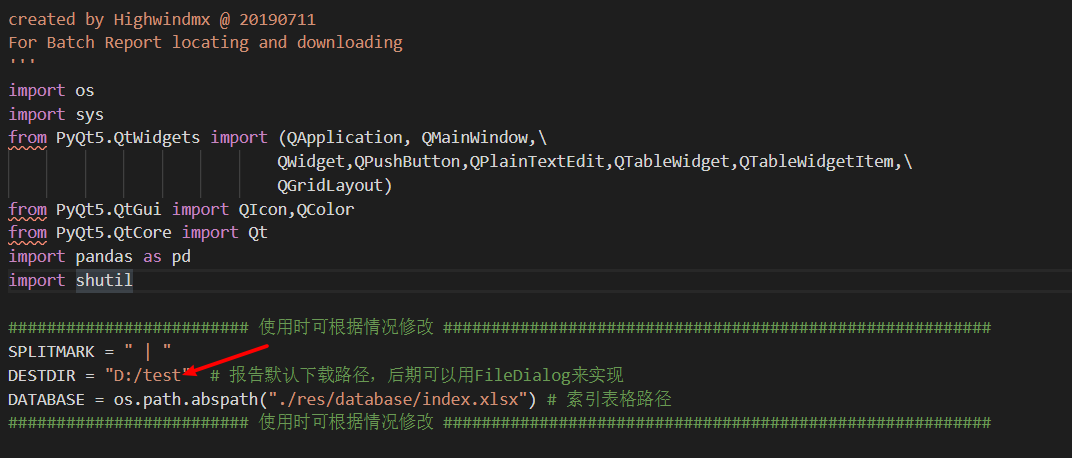 created by Highwindmx @ 20190711
For Batch Report locating and downloading
'''
import os
import sys
from PyQt5.QtWidgets import (QApplication, QMainWindow,\
QWidget,QPushButton,QPlainTextEdit,QTableWidget,QTableWidgetItem,\
QGridLayout)
from PyQt5.QtGui import QIcon,QColor
from PyQt5.QtCore import Qt
import pandas as pd
import shutil
######################### 使用时可根据情况修改 #########################################################
SPLITMARK = " | "
DESTDIR = "D:/test" # 报告默认下载路径，后期可以用FileDialog来实现
DATABASE = os.path.abspath("./res/database/index.xlsx") # 索引表格路径
######################### 使用时可根据情况修改 #########################################################